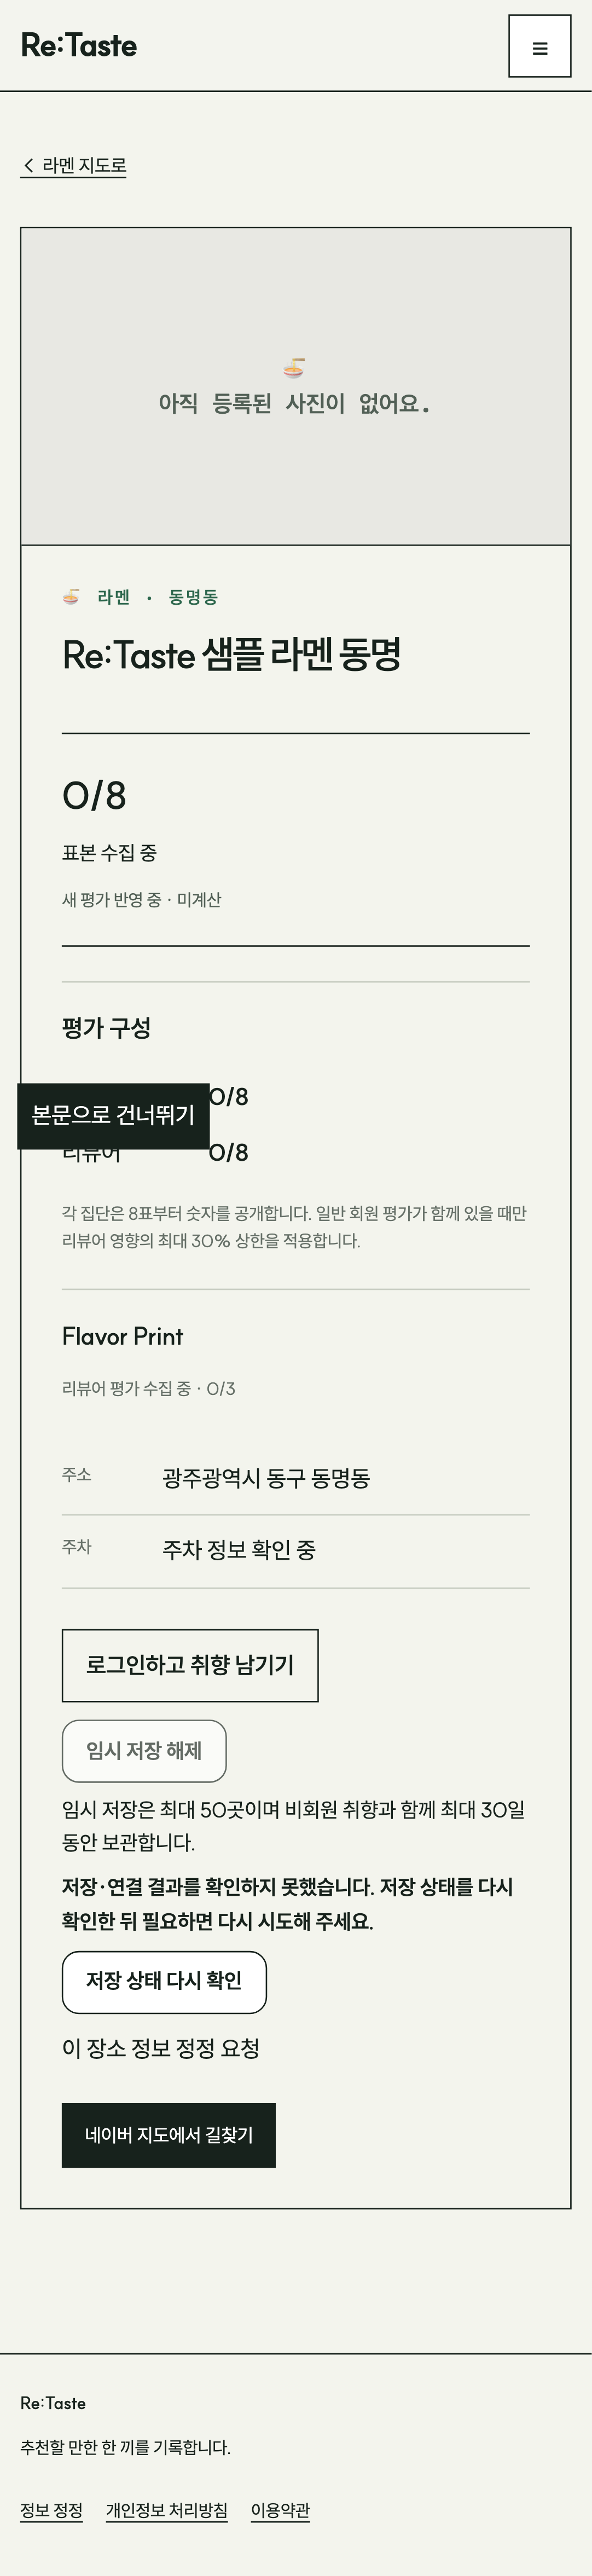 Re:Taste
≡
< 라멘 지도로
아직 등록된 사진이 없어요.
라멘 · 동명동
Re:Taste 샘플 라멘 동명
0/8
표본 수집 중
새 평가 반영 중 · 미계산
평가 구성
0/8
본문으로 건너뛰기
리뷰어 0/8
각 집단은 8표부터 숫자를 공개합니다. 일반 회원 평가가 함께 있을 때만
리뷰어 영향의 최대 30% 상한을 적용합니다.
Flavor Print
리뷰어 평가 수집 중 · 0/3
주소 광주광역시 동구 동명동
주차 주차 정보 확인 중
로그인하고 취향 남기기
임시 저장 해제
임시 저장은 최대 50곳이며 비회원 취향과 함께 최대 30일
동안 보관합니다.
저장·연결 결과를 확인하지 못했습니다. 저장 상태를 다시
확인한 뒤 필요하면 다시 시도해 주세요.
저장 상태 다시 확인
이 장소 정보 정정 요청
네이버 지도에서 길찾기
Re:Taste
추천할 만한 한 끼를 기록합니다.
정보 정정 개인정보 처리방침 이용약관